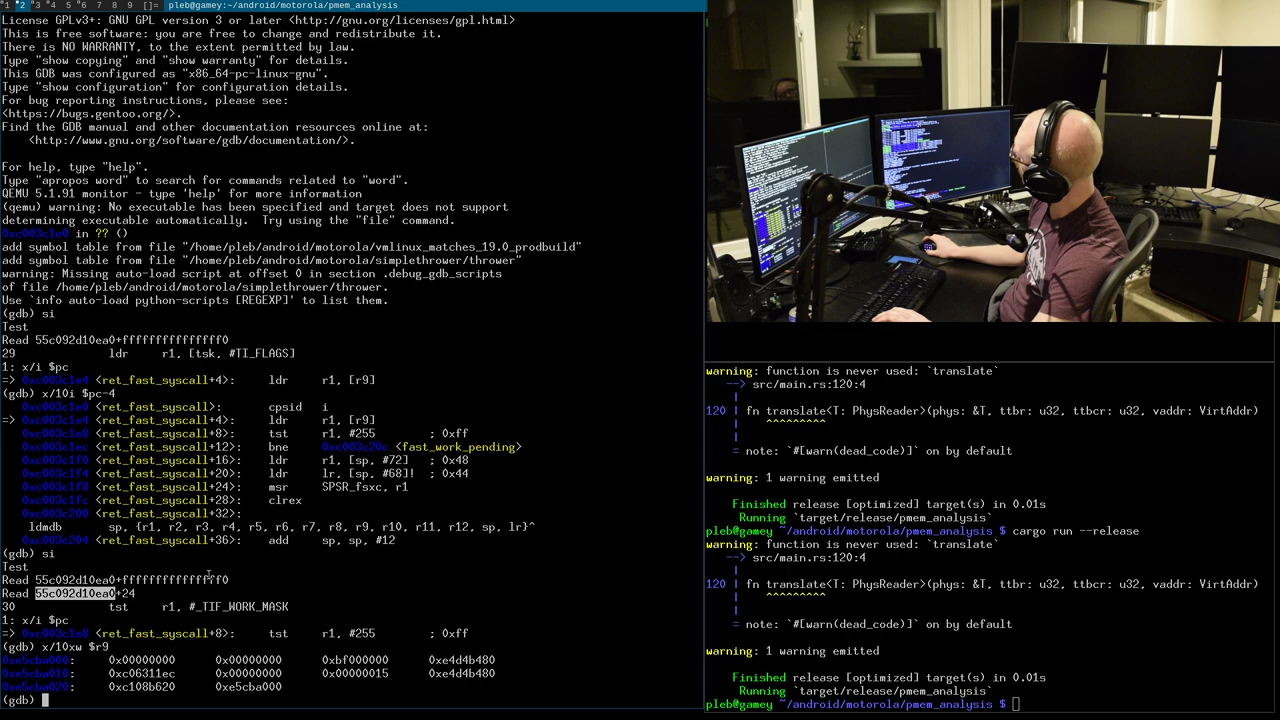 1 2 3 4 5 6 7 8 9 []= pleb@gamey:~/android/motorola/pmem_analysis
License GPLv3+: GNU GPL version 3 or later <http://gnu.org/licenses/gpl.html>
This is free software: you are free to change and redistribute it.
There is NO WARRANTY, to the extent permitted by law.
Type "show copying" and "show warranty" for details.
This GDB was configured as "x86_64-pc-linux-gnu".
Type "show configuration" for configuration details.
For bug reporting instructions, please see:
<https://bugs.gentoo.org/>.
Find the GDB manual and other documentation resources online at:
<http://www.gnu.org/software/gdb/documentation/>.
For help, type "help".
Type "apropos word" to search for commands related to "word".
QEMU 5.1.91 monitor - type 'help' for more information
(qemu) warning: No executable has been specified and target does not support
determining executable automatically.  Try using the "file" command.
0xc003c1e0 in ?? ()
add symbol table from file "/home/pleb/android/motorola/vmlinux_matches_19.0_prodbuild"
add symbol table from file "/home/pleb/android/motorola/simplethrower/thrower"
warning: Missing auto-load script at offset 0 in section .debug_gdb_scripts
of file /home/pleb/android/motorola/simplethrower/thrower.
Use `info auto-load python-scripts [REGEXP]' to list them.
(gdb) si
Test
Read 55c092d10ea0+fffffffffffffff0
29 ldr r1, [tsk, #TI_FLAGS]
1: x/i $pc
=> 0xc003c1e4 <ret_fast_syscall+4>: ldr r1, [r9]
(gdb) x/10i $pc-4
0xc003c1e0 <ret_fast_syscall>: cpsid i
=> 0xc003c1e4 <ret_fast_syscall+4>: ldr r1, [r9]
0xc003c1e8 <ret_fast_syscall+8>: tst r1, #255 ; 0xff
0xc003c1ec <ret_fast_syscall+12>: bne 0xc003c20c <fast_work_pending>
0xc003c1f0 <ret_fast_syscall+16>: ldr r1, [sp, #72] ; 0x48
0xc003c1f4 <ret_fast_syscall+20>: ldr lr, [sp, #68]! ; 0x44
0xc003c1f8 <ret_fast_syscall+24>: msr SPSR_fsxc, r1
0xc003c1fc <ret_fast_syscall+28>: clrex
0xc003c200 <ret_fast_syscall+32>:
ldmdb sp, {r1, r2, r3, r4, r5, r6, r7, r8, r9, r10, r11, r12, sp, lr}^
0xc003c204 <ret_fast_syscall+36>: add sp, sp, #12
(gdb) si
Test
Read 55c092d10ea0+fffffffffffffff0
Read 55c092d10ea0+24
30 tst r1, #_TIF_WORK_MASK
1: x/i $pc
=> 0xc003c1e8 <ret_fast_syscall+8>: tst r1, #255 ; 0xff
(gdb) x/10xw $r9
0xe5cba000: 0x00000000 0x00000000 0xbf000000 0xe4d4b480
0xe5cba010: 0xc06311ec 0x00000000 0x00000015 0xe4d4b480
0xe5cba020: 0xc108b620 0xe5cba000
(gdb)
warning: function is never used: `translate`
--> src/main.rs:120:4
|
120 | fn translate<T: PhysReader>(phys: &T, ttbr: u32, ttbcr: u32, vaddr: VirtAddr)
| ^^^^^^^^^
|
= note: `#[warn(dead_code)]` on by default
warning: 1 warning emitted
Finished release [optimized] target(s) in 0.01s
Running `target/release/pmem_analysis`
pleb@gamey ~/android/motorola/pmem_analysis $ cargo run --release
warning: function is never used: `translate`
--> src/main.rs:120:4
|
120 | fn translate<T: PhysReader>(phys: &T, ttbr: u32, ttbcr: u32, vaddr: VirtAddr)
| ^^^^^^^^^
|
= note: `#[warn(dead_code)]` on by default
warning: 1 warning emitted
Finished release [optimized] target(s) in 0.01s
Running `target/release/pmem_analysis`
pleb@gamey ~/android/motorola/pmem_analysis $